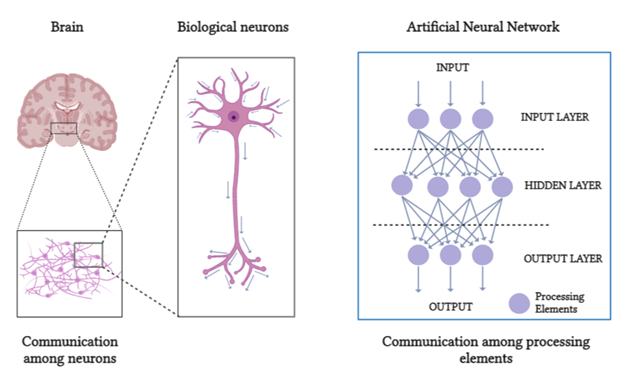 Brain
Biological neurons
Artificial Neural Network
INPUT
INPUT LAYER
HIDDEN LAYER
OUTPUT LAYER
OUTPUT
Processing
Elements
Communication
among neurons
Communication among processing
elements